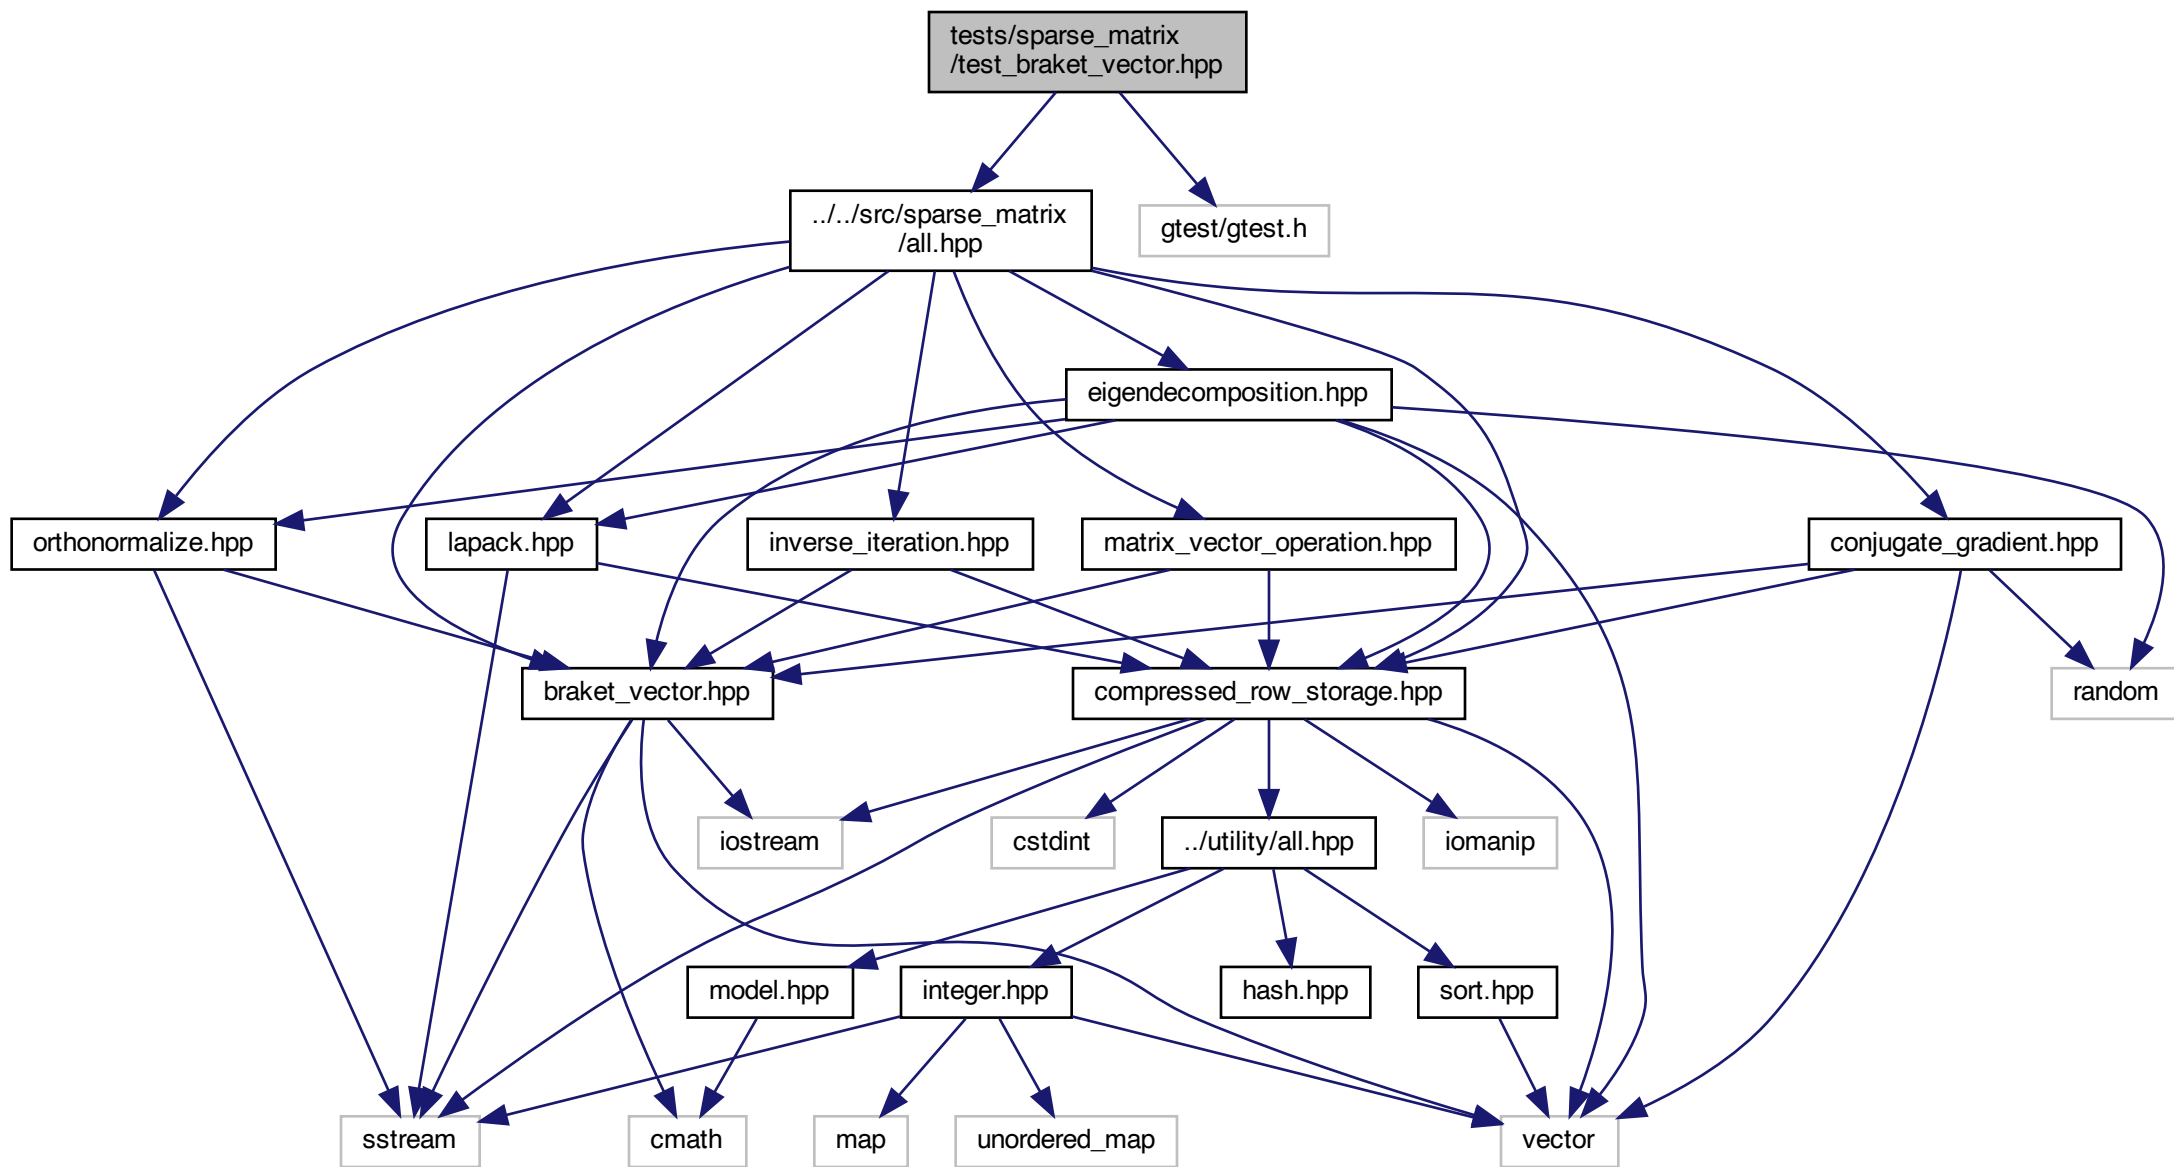 tests/sparse_matrix
/test_braket_vector.hpp
../../src/sparse_matrix
/all.hpp
gtest/gtest.h
eigendecomposition.hpp
orthonormalize.hpp
lapack.hpp
inverse_iteration.hpp
matrix_vector_operation.hpp
conjugate_gradient.hpp
braket_vector.hpp
compressed_row_storage.hpp
random
iostream
cstdint
../utility/all.hpp
iomanip
model.hpp
integer.hpp
hash.hpp
sort.hpp
sstream
cmath
map
unordered_map
vector